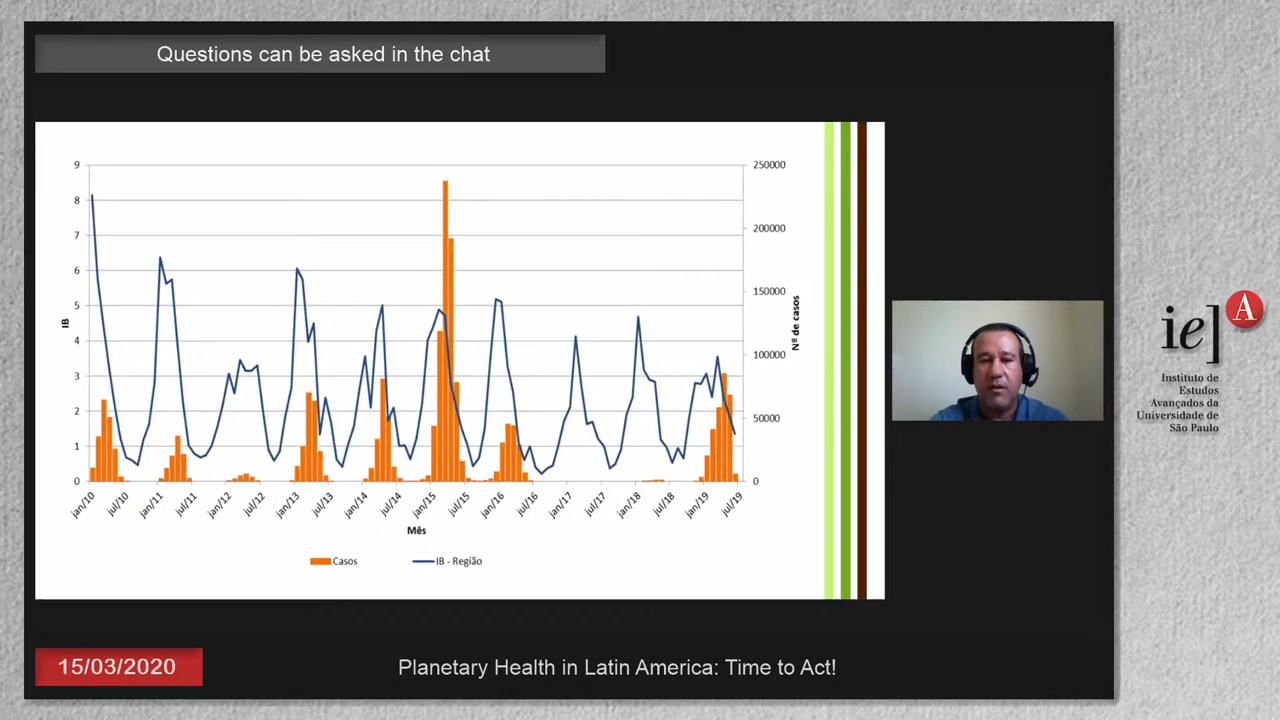 Questions can be asked in the chat
9
8
7
6
5
4
3
2
1
0
IB
250000
200000
150000
100000
50000
0
Nº de casos
jan/10
jul/10
jan/11
jul/11
jan/12
jul/12
jan/13
jul/13
jan/14
jul/14
jan/15
jul/15
jan/16
jul/16
jan/17
jul/17
jan/18
jul/18
jan/19
jul/19
Mês
Casos
IB - Região
iea
Instituto de
Estudos
Avançados da
Universidade de
São Paulo
15/03/2020
Planetary Health in Latin America: Time to Act!